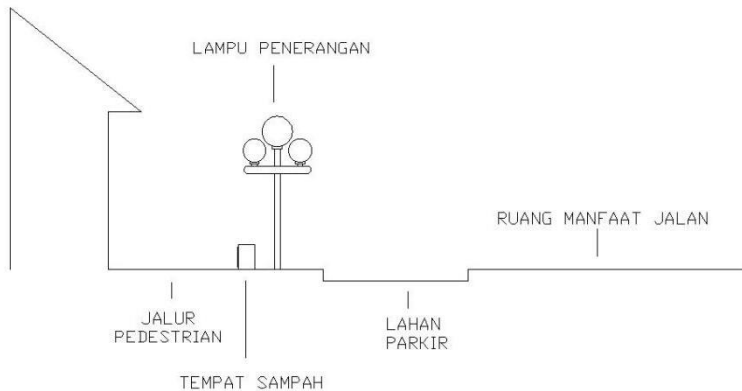 LAMPU PENERANGAN
RUANG MANFAAT JALAN
JALUR
PEDESTRIAN
LAHAN
PARKIR
TEMPAT SAMPAH